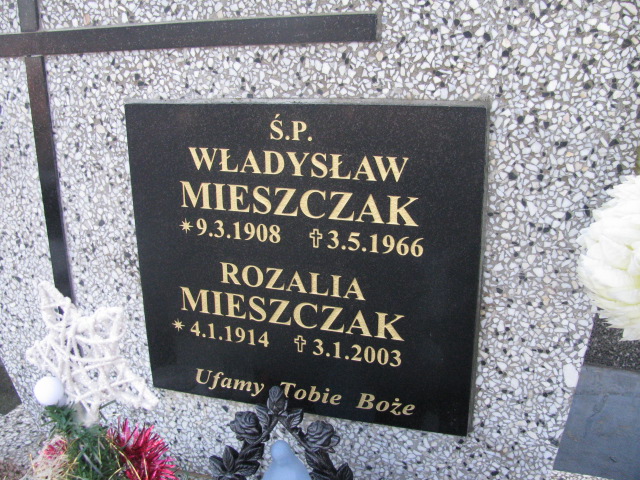 Ś.P.
WŁADYSŁAW
MIESZCZAK
*9.3.1908 ✝3.5.1966
ROZALIA
MIESZCZAK
*4.1.1914 ✝3.1.2003
Ufamy Tobie Boże